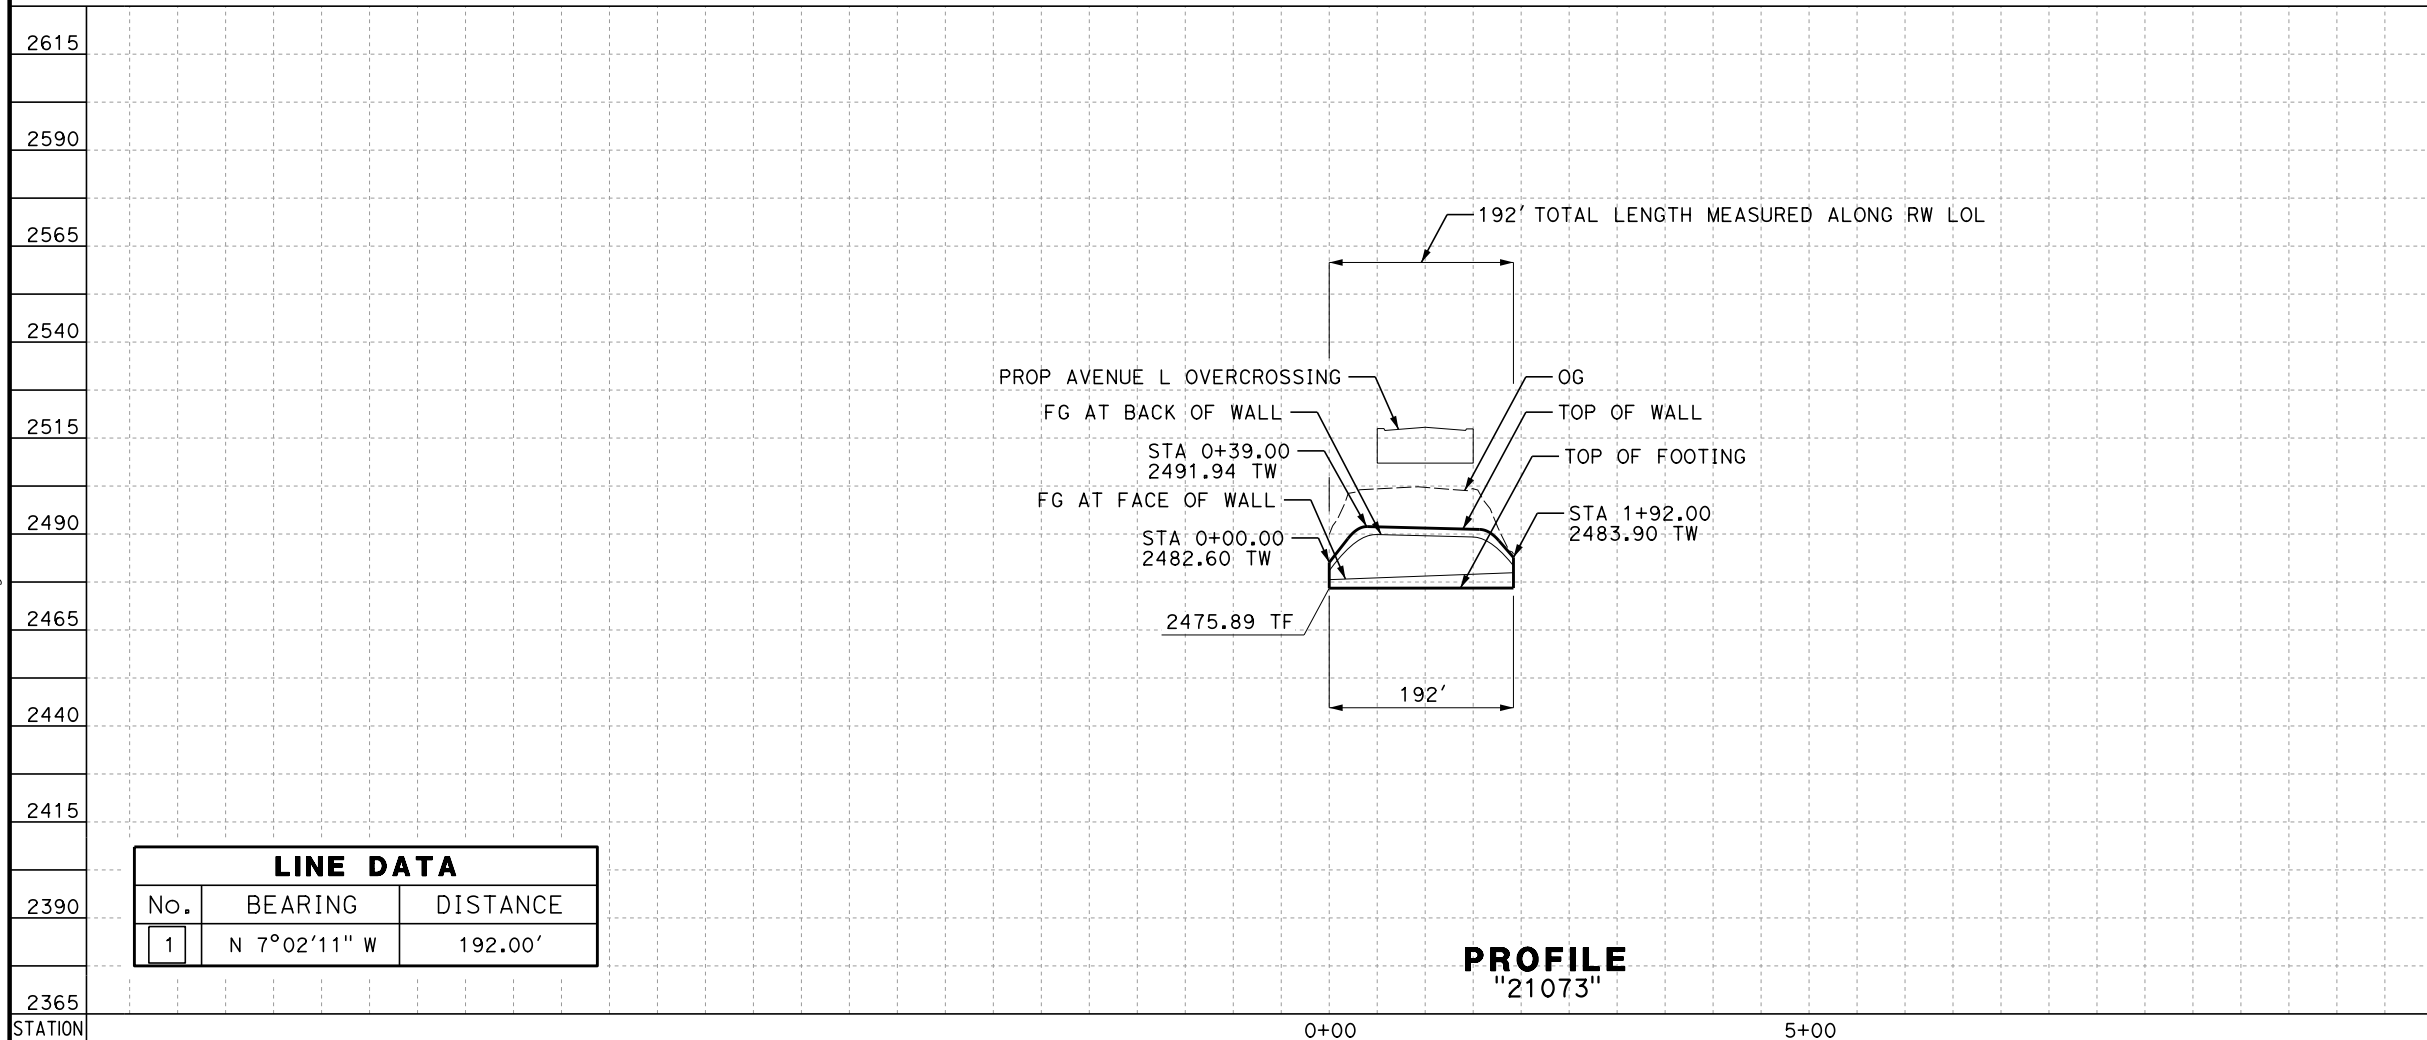 2615
2590
2565
2540
2515
2490
2465
2440
2415
2390
2365
STATION
192' TOTAL LENGTH MEASURED ALONG RW LOL
PROP AVENUE L OVERCROSSING
OG
FG AT BACK OF WALL
TOP OF WALL
STA 0+39.00
2491.94 TW
TOP OF FOOTING
FG AT FACE OF WALL
STA 0+00.00
2482.60 TW
STA 1+92.00
2483.90 TW
2475.89 TF
192'
LINE DATA
No. BEARING DISTANCE
1 N 7°02'11" W 192.00'
PROFILE
"21073"
0+00 5+00